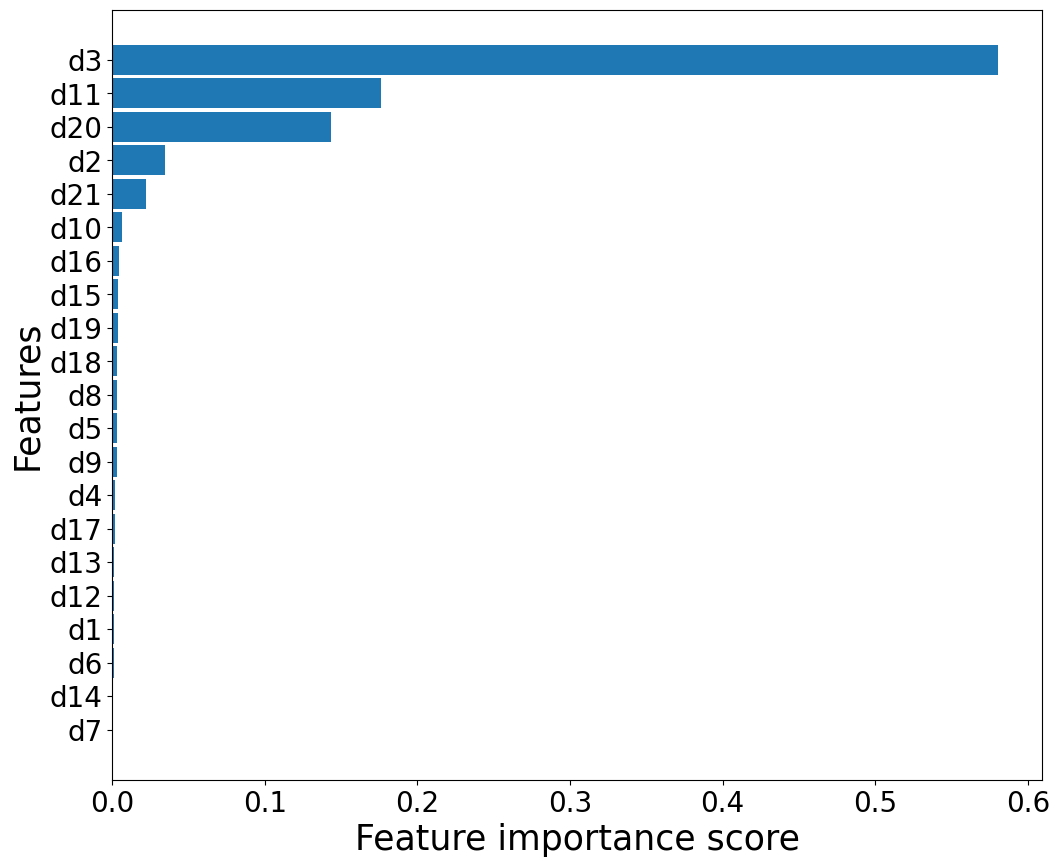 d3
d11
d20
d2
d21
d10
d16
d15
d19
d18
d8
d5
d9
d4
d17
d13
d12
d1
d6
d14
d7
Features
0.0 0.1 0.2 0.3 0.4 0.5 0.6
Feature importance score